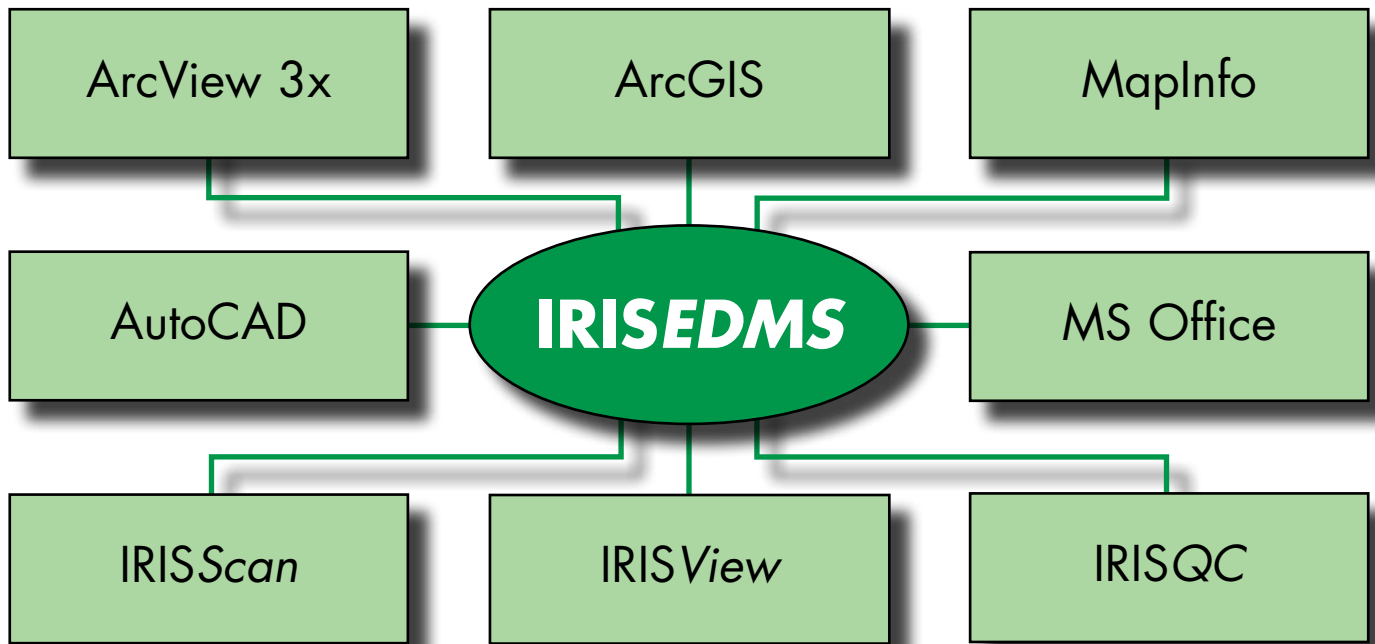 ArcView 3x
ArcGIS
MapInfo
AutoCAD
IRISEDMS
MS Office
IRISScan
IRISView
IRISQC